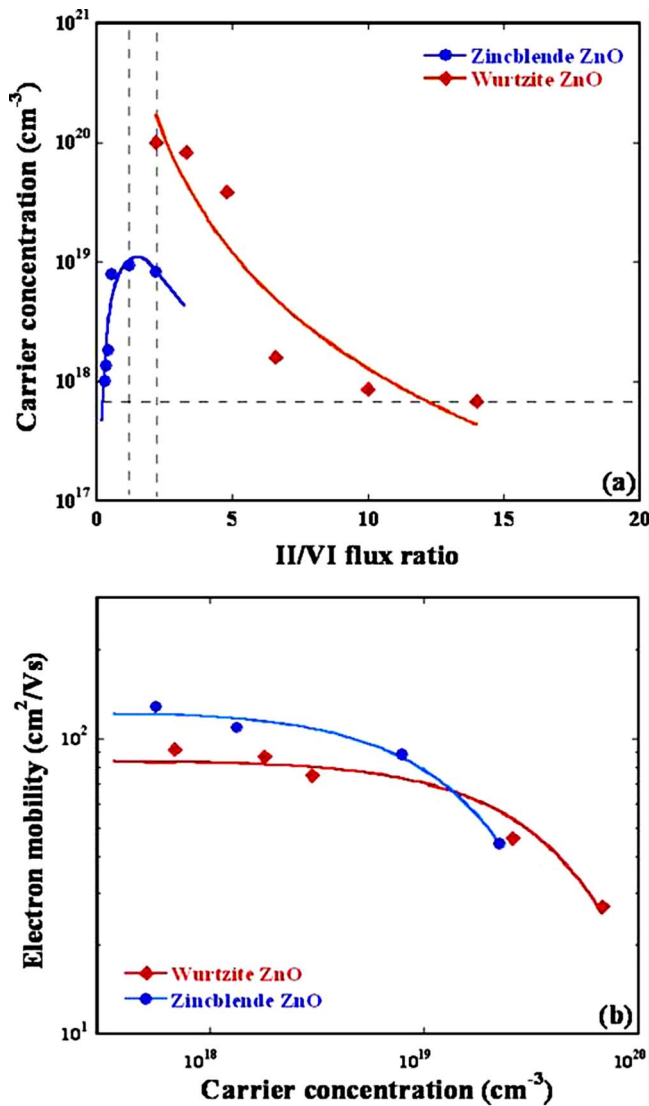 10²¹
10²⁰
10¹⁹
10¹⁸
10¹⁷
Carrier concentration (cm⁻³)
Zincblende ZnO
Wurtzite ZnO
(a)
0 5 10 15 20
II/VI flux ratio
10²
10¹
Electron mobility (cm²/Vs)
Wurtzite ZnO
Zincblende ZnO
(b)
10¹⁸ 10¹⁹ 10²⁰
Carrier concentration (cm⁻³)